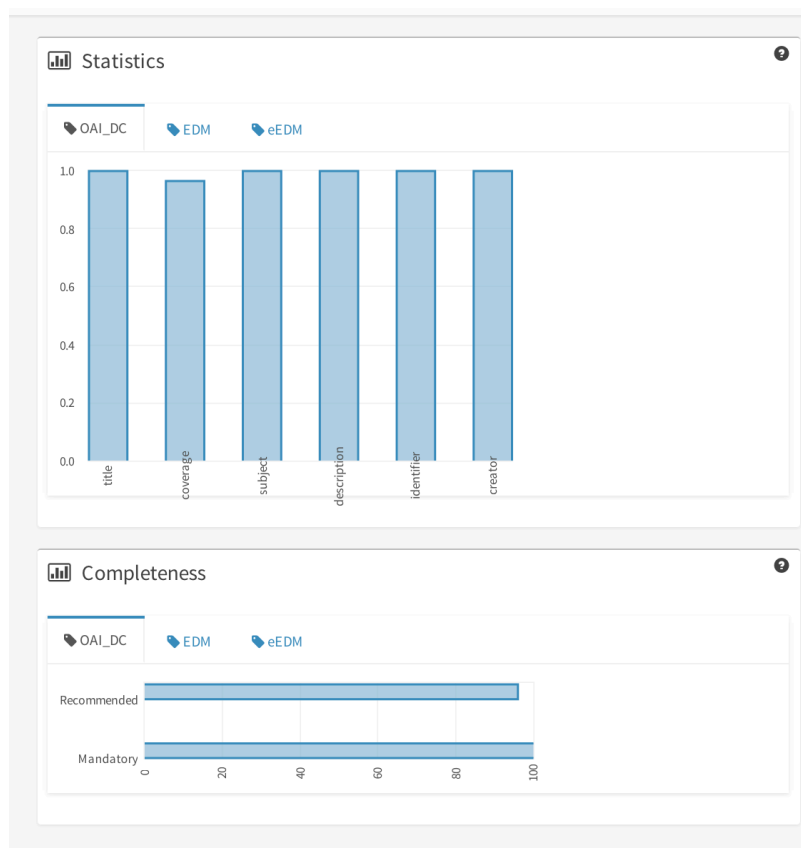 Statistics
OAI_DC EDM eEDM
1.0
0.8
0.6
0.4
0.2
0.0
title coverage subject description identifier creator
Completeness
OAI_DC EDM eEDM
Recommended
Mandatory
0 20 40 60 80 100